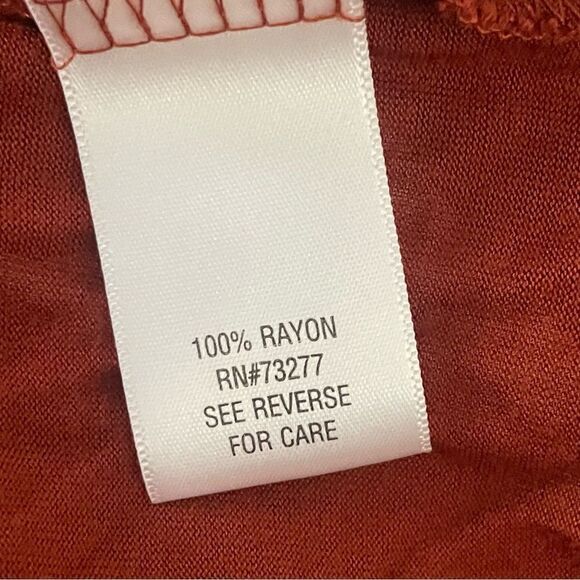 100% RAYON
RN#73277
SEE REVERSE
FOR CARE